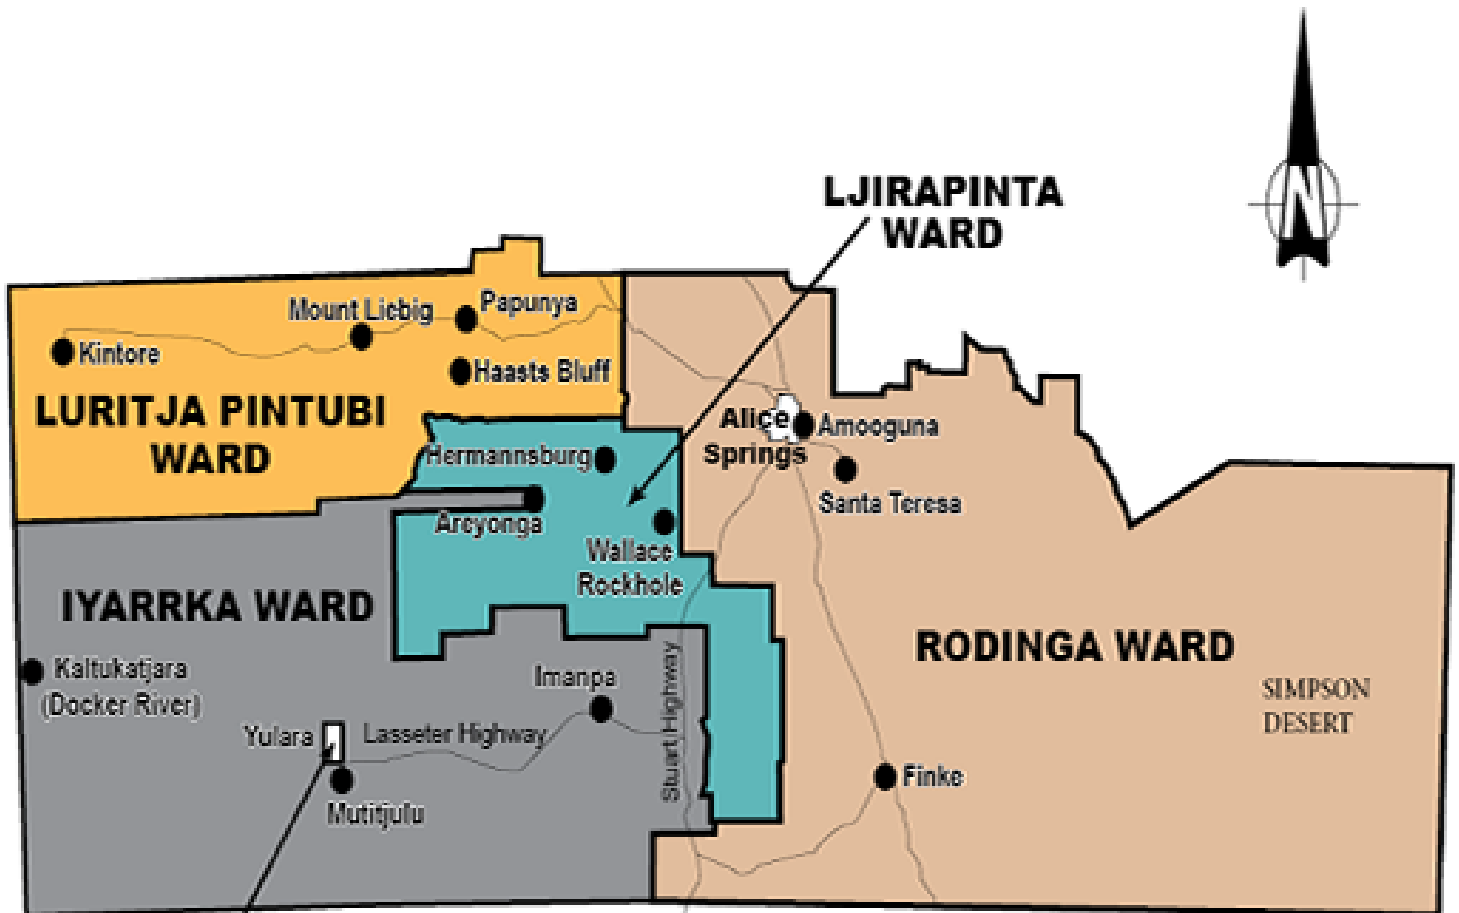 N
LJIRAPINTA
WARD
Mount Liebig
Papunya
Kintore
Haasts Bluff
LURITJA PINTUBI
WARD
Alice
Springs
Amooguna
Hermannsburg
Santa Teresa
Areyonga
Wallace
Rockhole
IYARRKA WARD
RODINGA WARD
Kaltukatjara
(Docker River)
Imanpa
SIMPSON
DESERT
Stuart Highway
Yulara
Lasseter Highway
Finke
Mutitjulu